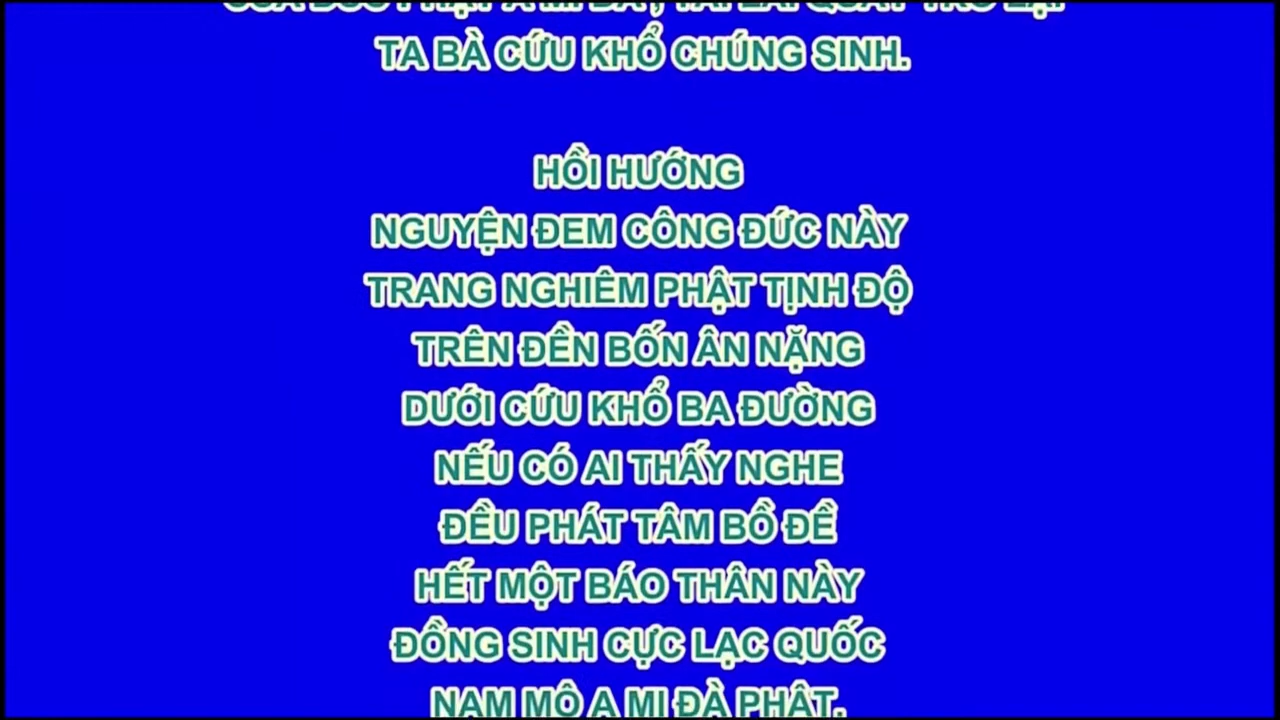 TA BÀ CỨU KHỔ CHÚNG SINH.
HỒI HƯỚNG
NGUYỆN ĐEM CÔNG ĐỨC NÀY
TRANG NGHIÊM PHẬT TỊNH ĐỘ
TRÊN ĐỀN BỐN ÂN NẶNG
DƯỚI CỨU KHỔ BA ĐƯỜNG
NẾU CÓ AI THẤY NGHE
ĐỀU PHÁT TÂM BỒ ĐỀ
HẾT MỘT BÁO THÂN NÀY
ĐỒNG SINH CỰC LẠC QUỐC
NAM MÔ A MI ĐÀ PHẬT.